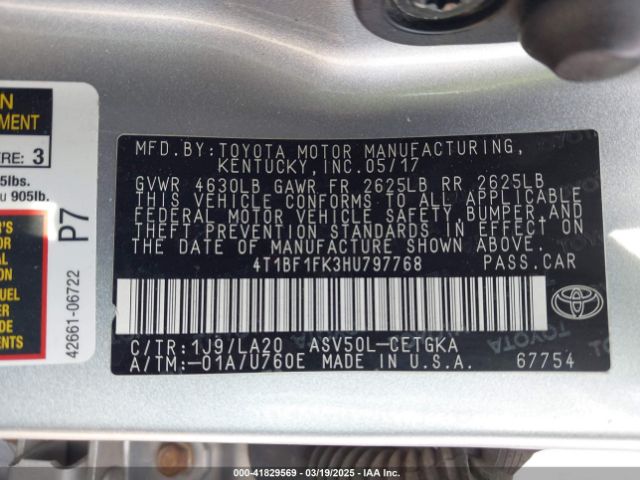 N
EMENT
ERE: 3
5lbs.
u 905lb.
P7
42661-06722
MFD.BY:TOYOTA MOTOR MANUFACTURING,
KENTUCKY,INC.05/17
GVWR 4630LB GAWR FR 2625LB RR 2625LB
THIS VEHICLE CONFORMS TO ALL APPLICABLE
FEDERAL MOTOR VEHICLE SAFETY,BUMPER,AND
THEFT PREVENTION STANDARDS IN EFFECT ON
THE DATE OF MANUFACTURE SHOWN ABOVE.
4T1BF1FK3HU797768 PASS.CAR
TOYOTA
C/TR:1J9/LA20 ASV50L-CETGKA
A/TM:-01A/U760E MADE IN U.S.A. 67754
000-41829569 - 03/19/2025 - IAA Inc.